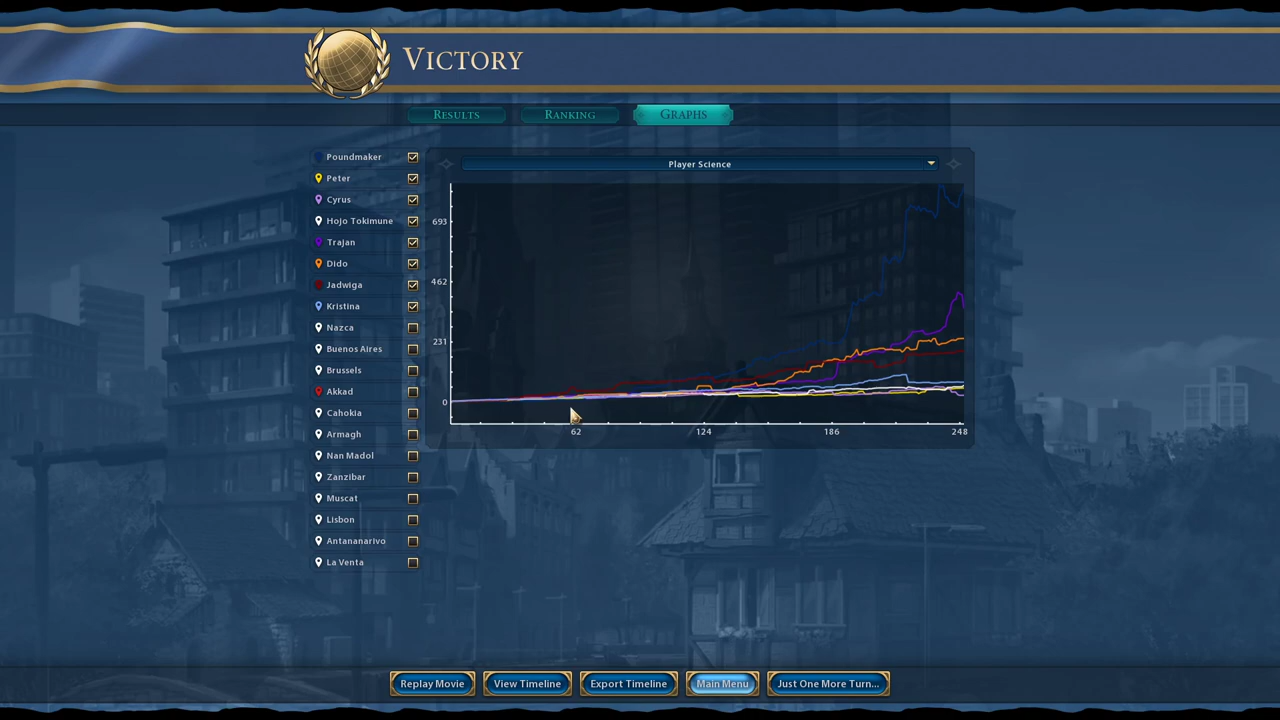 VICTORY
RESULTS RANKING GRAPHS
Poundmaker
Peter
Cyrus
Hojo Tokimune
Trajan
Dido
Jadwiga
Kristina
Nazca
Buenos Aires
Brussels
Akkad
Cahokia
Armagh
Nan Madol
Zanzibar
Muscat
Lisbon
Antananarivo
La Venta
Player Science
693
462
231
0
62 124 186 248
Replay Movie View Timeline Export Timeline Main Menu Just One More Turn...